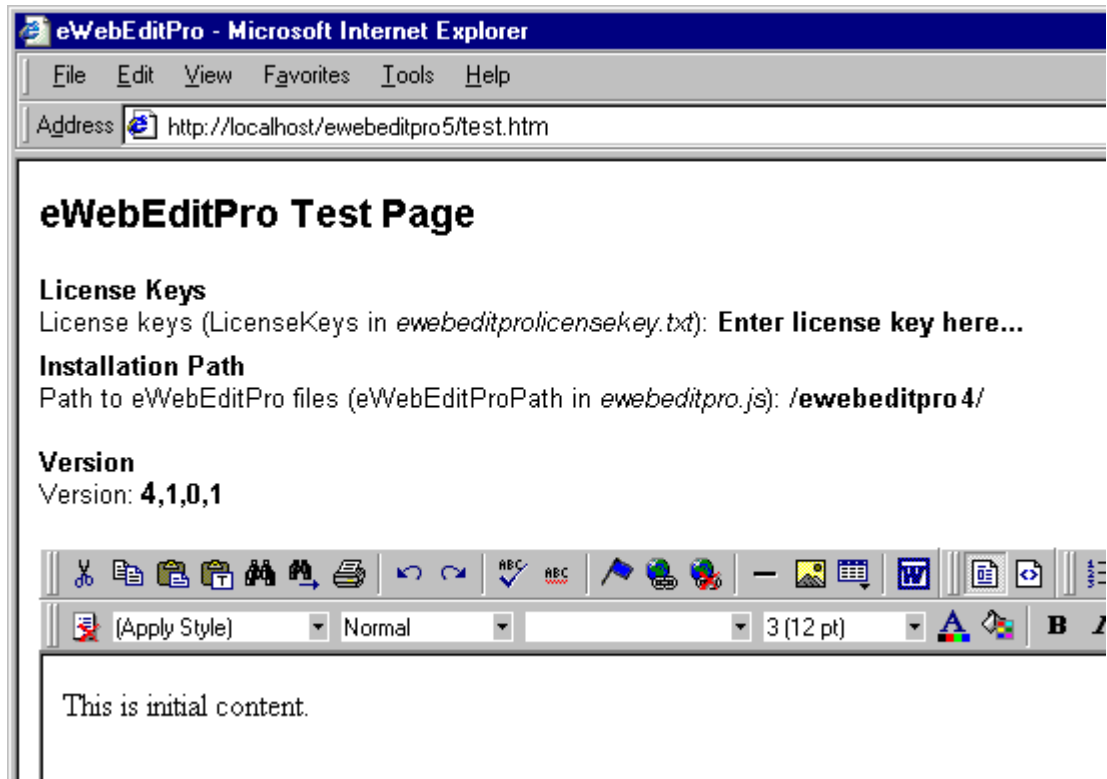 eWebEditPro - Microsoft Internet Explorer
File Edit View Favorites Tools Help
Address http://localhost/ewebeditpro5/test.htm
eWebEditPro Test Page
License Keys
License keys (LicenseKeys in ewebeditprolicensekey.txt): Enter license key here...
Installation Path
Path to eWebEditPro files (eWebEditProPath in ewebeditpro.js): /ewebeditpro4/
Version
Version: 4,1,0,1
ABC ABC W
(Apply Style) Normal 3 (12 pt) A B I
This is initial content.